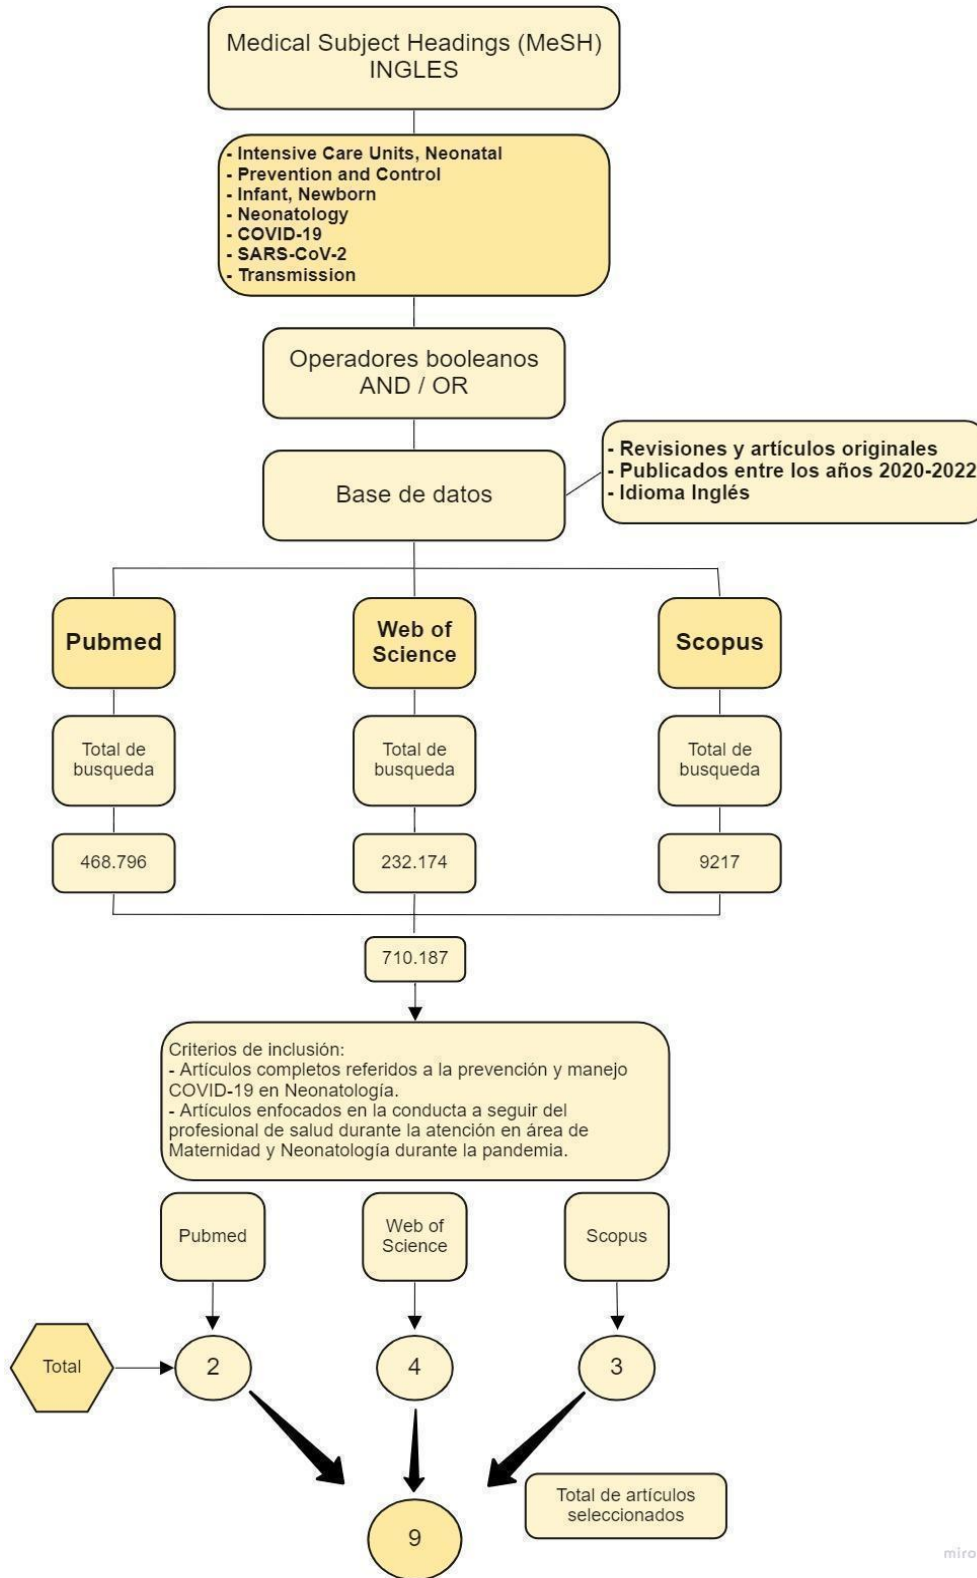 Medical Subject Headings (MeSH)
INGLES
- Intensive Care Units, Neonatal
- Prevention and Control
- Infant, Newborn
- Neonatology
- COVID-19
- SARS-CoV-2
- Transmission
Operadores booleanos
AND / OR
Base de datos
- Revisiones y artículos originales
- Publicados entre los años 2020-2022
- Idioma Inglés
Pubmed
Web of
Science
Scopus
Total de
busqueda
Total de
busqueda
Total de
busqueda
468.796
232.174
9217
710.187
Criterios de inclusión:
- Artículos completos referidos a la prevención y manejo
COVID-19 en Neonatología.
- Artículos enfocados en la conducta a seguir del
profesional de salud durante la atención en área de
Maternidad y Neonatología durante la pandemia.
Pubmed
Web of
Science
Scopus
Total
2
4
3
Total de artículos
seleccionados
9
miro